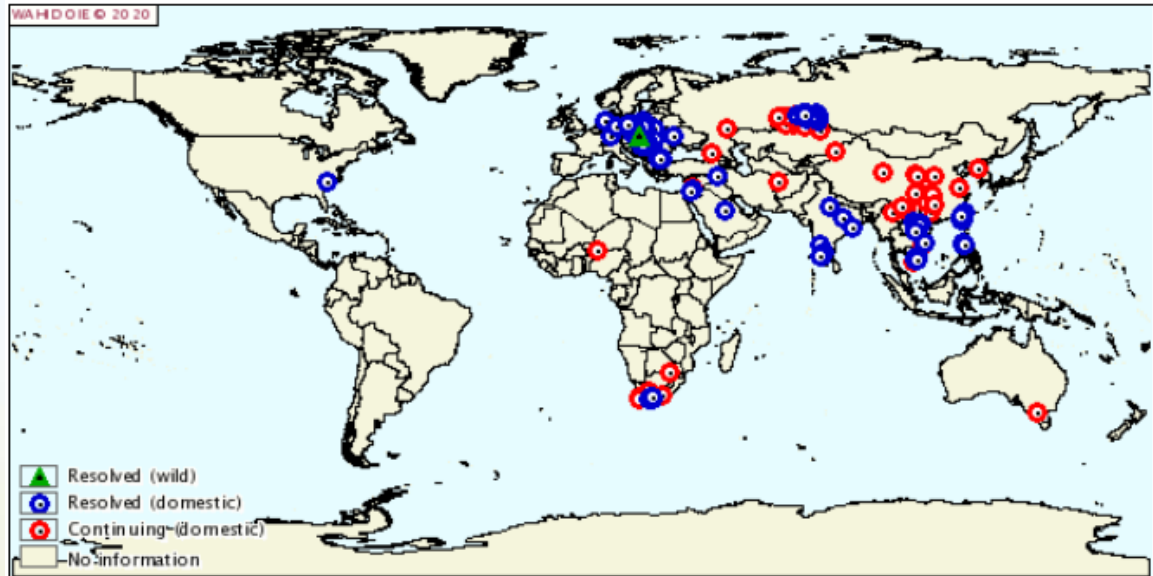 WAHID OIE © 2020
Resolved (wild)
Resolved (domestic)
Continuing (domestic)
No information